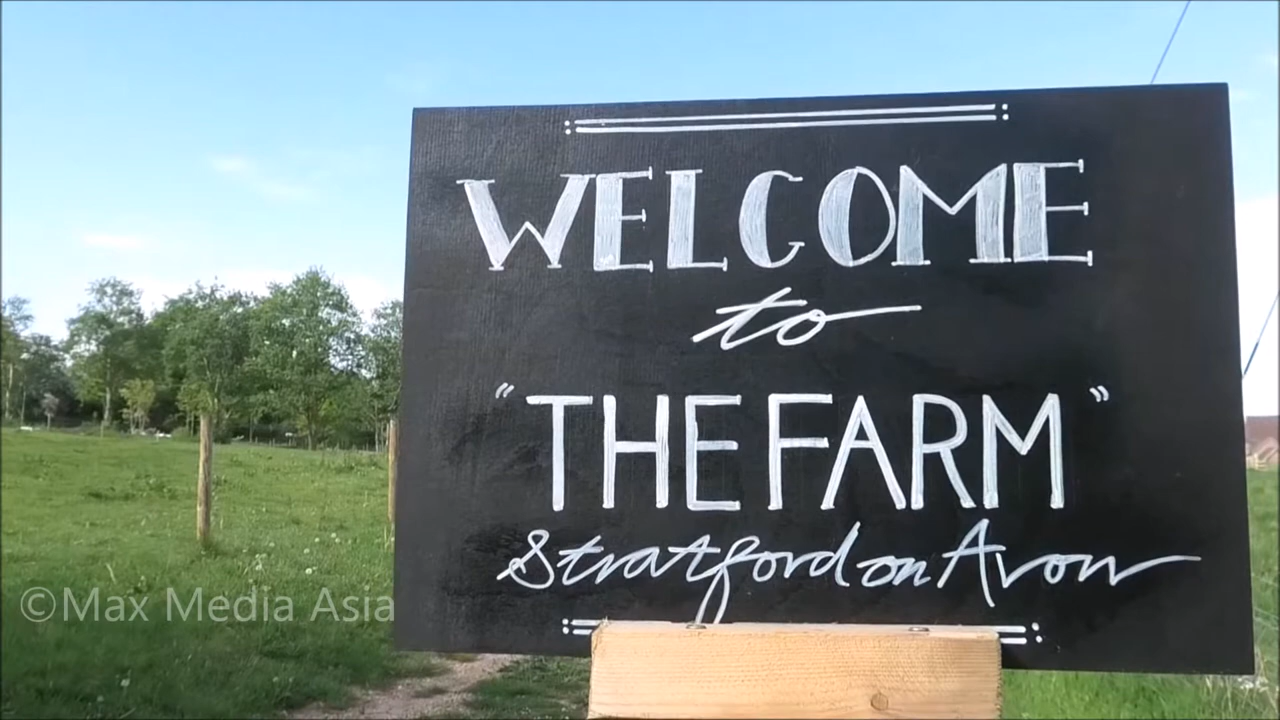 WELCOME
to
"THE FARM"
Stratford on Avon
©Max Media Asia